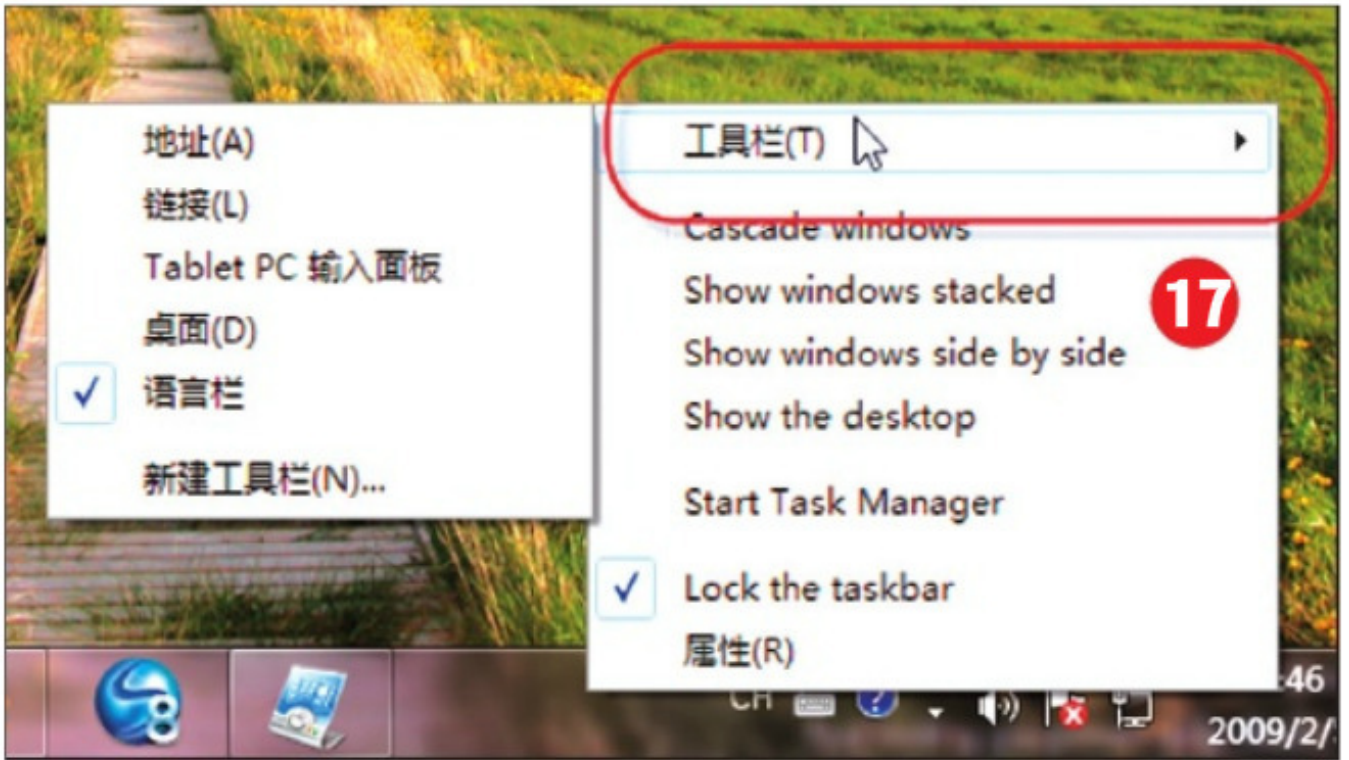 地址(A)
链接(L)
Tablet PC 输入面板
桌面(D)
语言栏
新建工具栏(N)...
工具栏(T)
Cascade windows
Show windows stacked
17
Show windows side by side
Show the desktop
Start Task Manager
Lock the taskbar
属性(R)
CH
:46
2009/2/